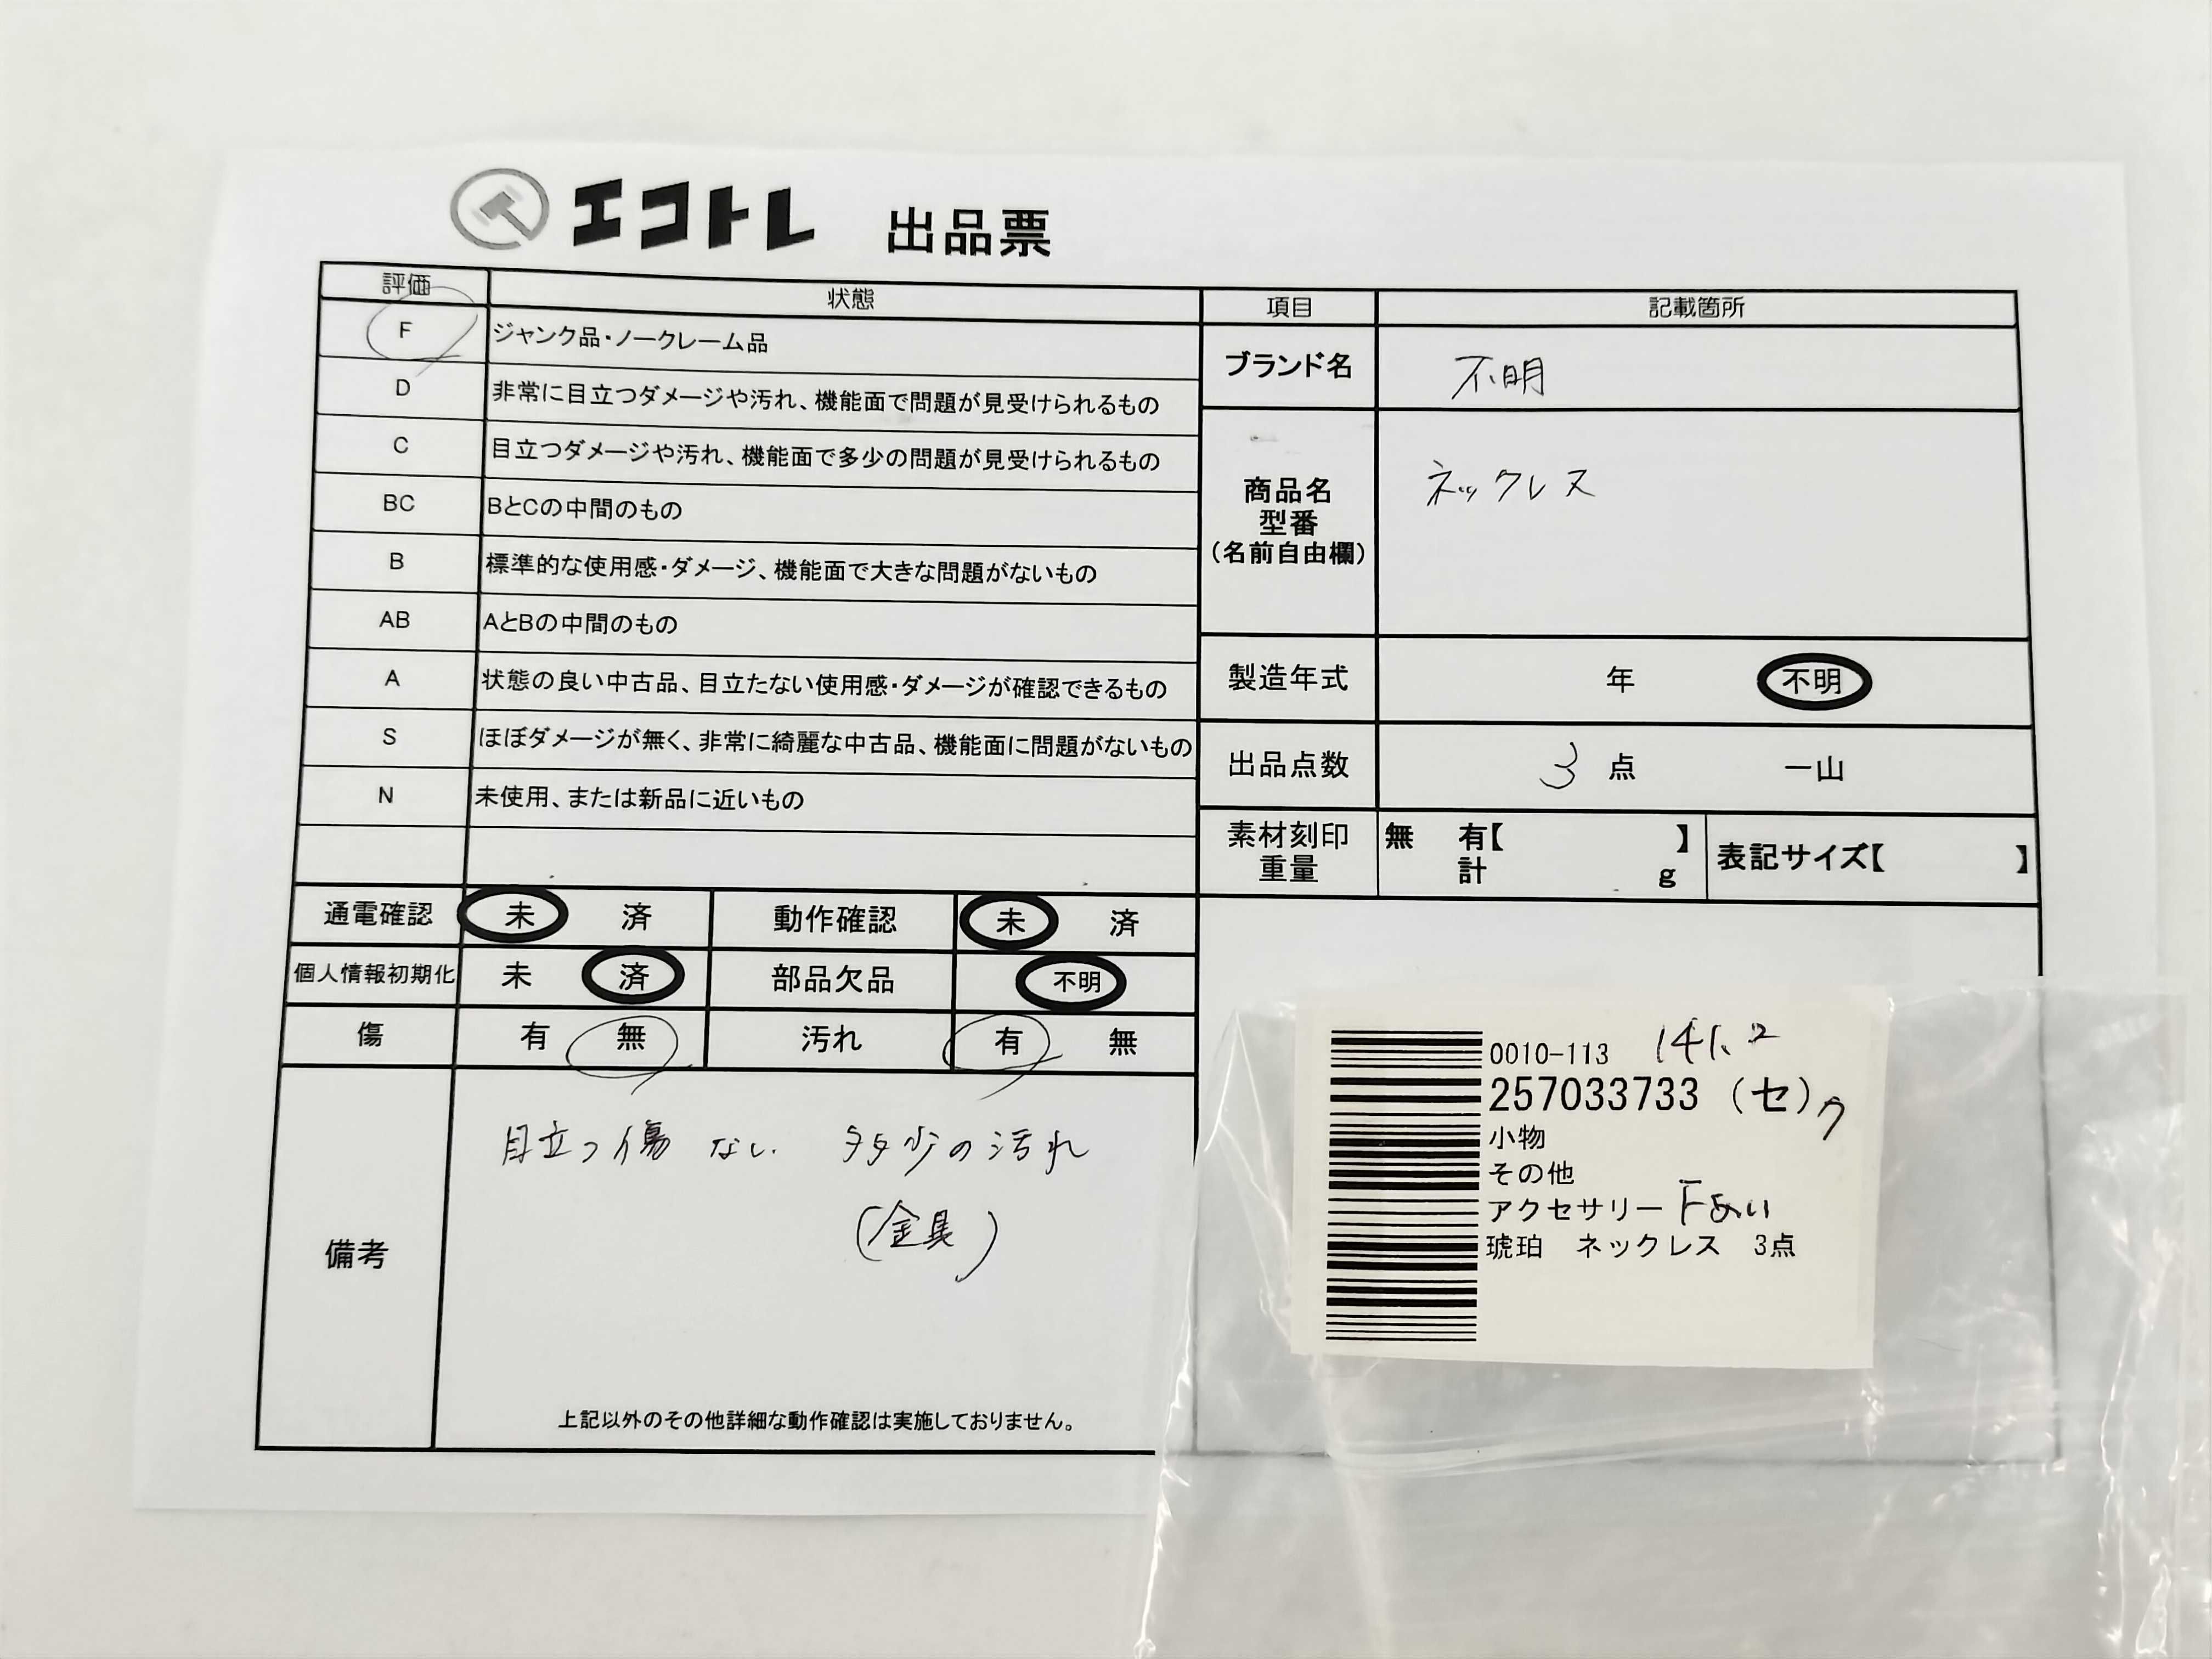 エコトレ 出品票
評価 状態 項目 記載箇所
F ジャンク品・ノークレーム品
D 非常に目立つダメージや汚れ、機能面で問題が見受けられるもの
C 目立つダメージや汚れ、機能面で多少の問題が見受けられるもの
BC BとCの中間のもの
B 標準的な使用感・ダメージ、機能面で大きな問題がないもの
AB AとBの中間のもの
A 状態の良い中古品、目立たない使用感・ダメージが確認できるもの
S ほぼダメージが無く、非常に綺麗な中古品、機能面に問題がないもの
N 未使用、または新品に近いもの
ブランド名 不明
商品名
型番
(名前自由欄)
ネックレス
製造年式 年 不明
出品点数 3 点 一山
素材刻印 無 有【 】
重量 計 g
表記サイズ【 】
通電確認 未 済 動作確認 未 済
個人情報初期化 未 済 部品欠品 不明
傷 有 無 汚れ 有 無
備考
目立つ傷 ない 多少の汚れ
(金具)
上記以外のその他詳細な動作確認は実施しておりません。
0010-113
257033733 (セ)ク
小物
その他
アクセサリー
琥珀 ネックレス 3点